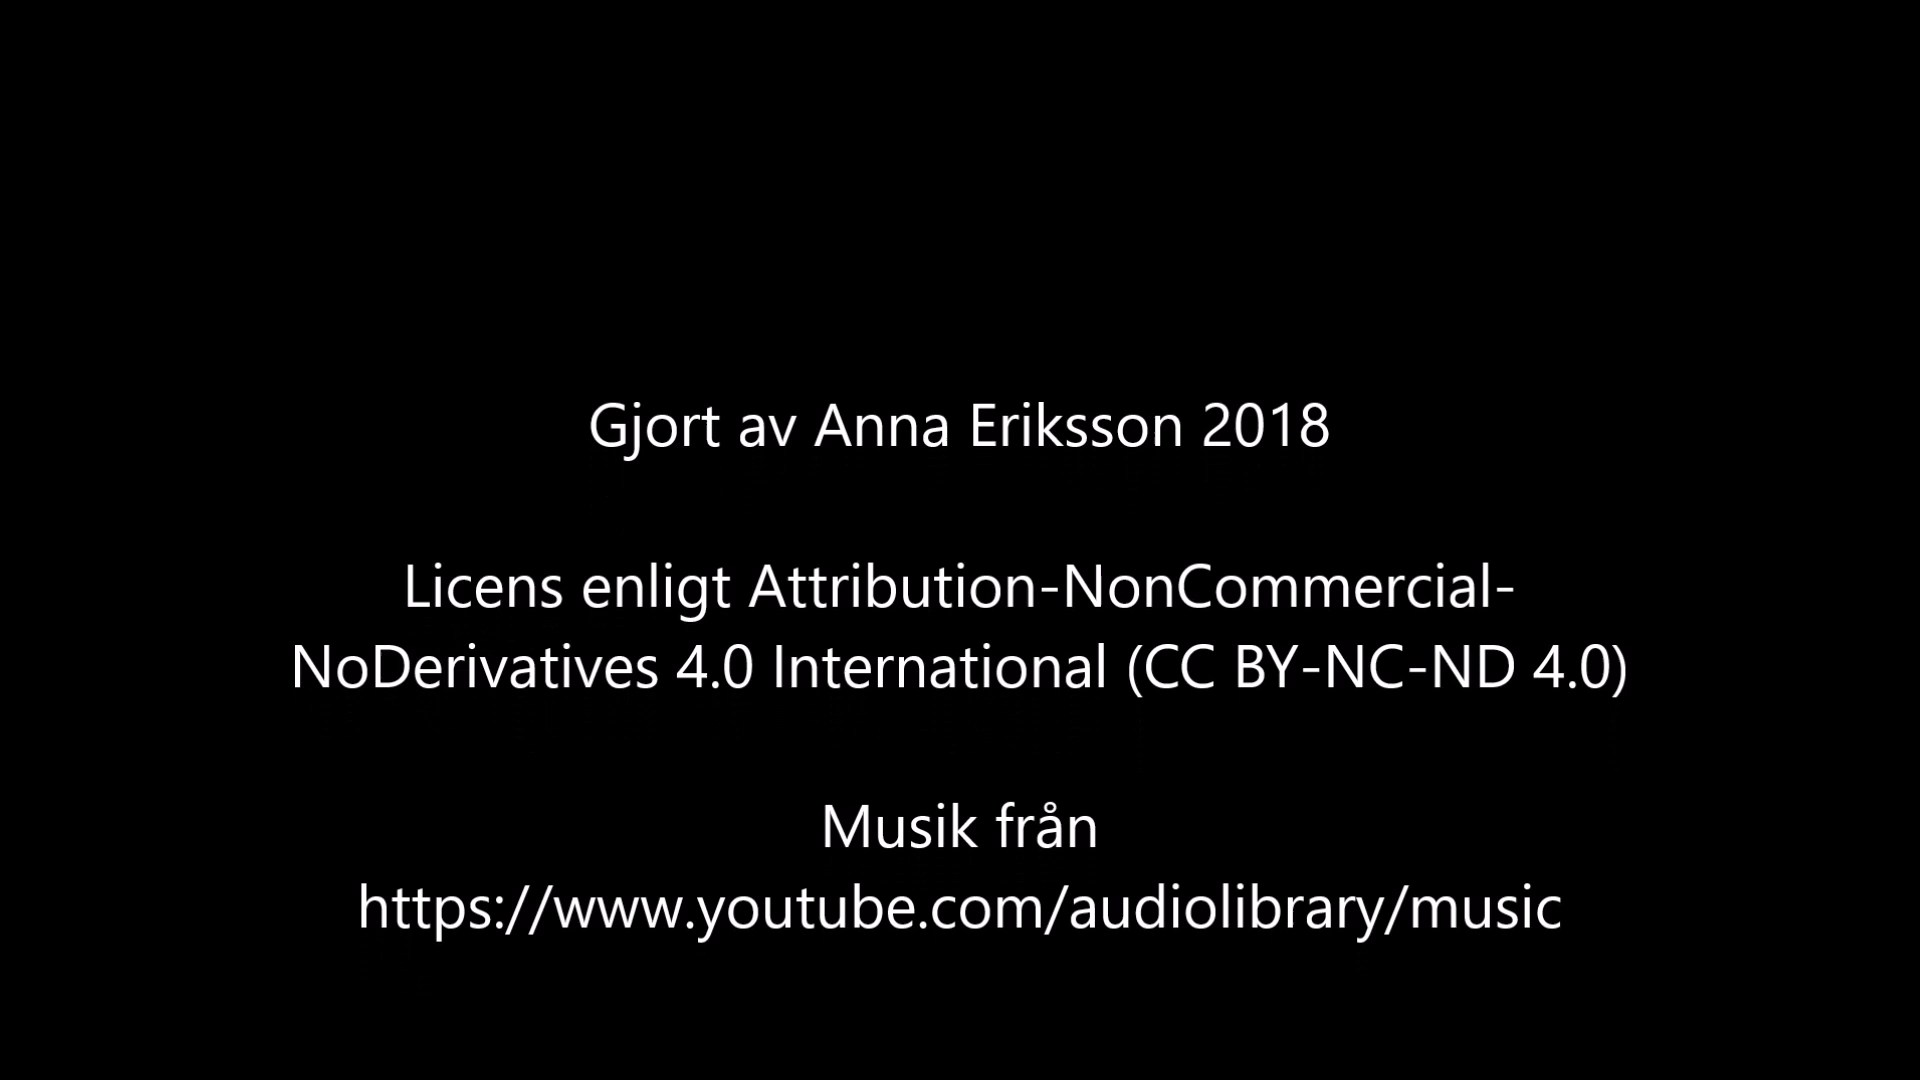 Gjort av Anna Eriksson 2018
Licens enligt Attribution-NonCommercial-
NoDerivatives 4.0 International (CC BY-NC-ND 4.0)
Musik från
https://www.youtube.com/audiolibrary/music